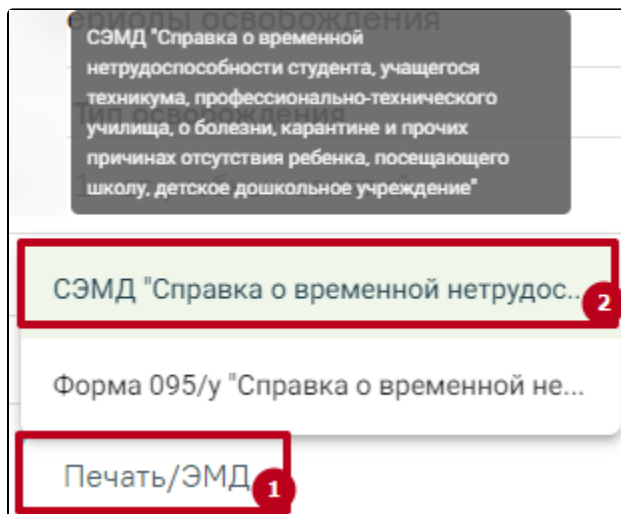 ериоды освобождения
СЭМД "Справка о временной
нетрудоспособности студента, учащегося
техникума, профессионально-технического
училища, о болезни, карантине и прочих
причинах отсутствия ребенка, посещающего
школу, детское дошкольное учреждение"
Тип освобождения
СЭМД "Справка о временной нетрудос...
2
Форма 095/у "Справка о временной не...
Печать/ЭМД
1